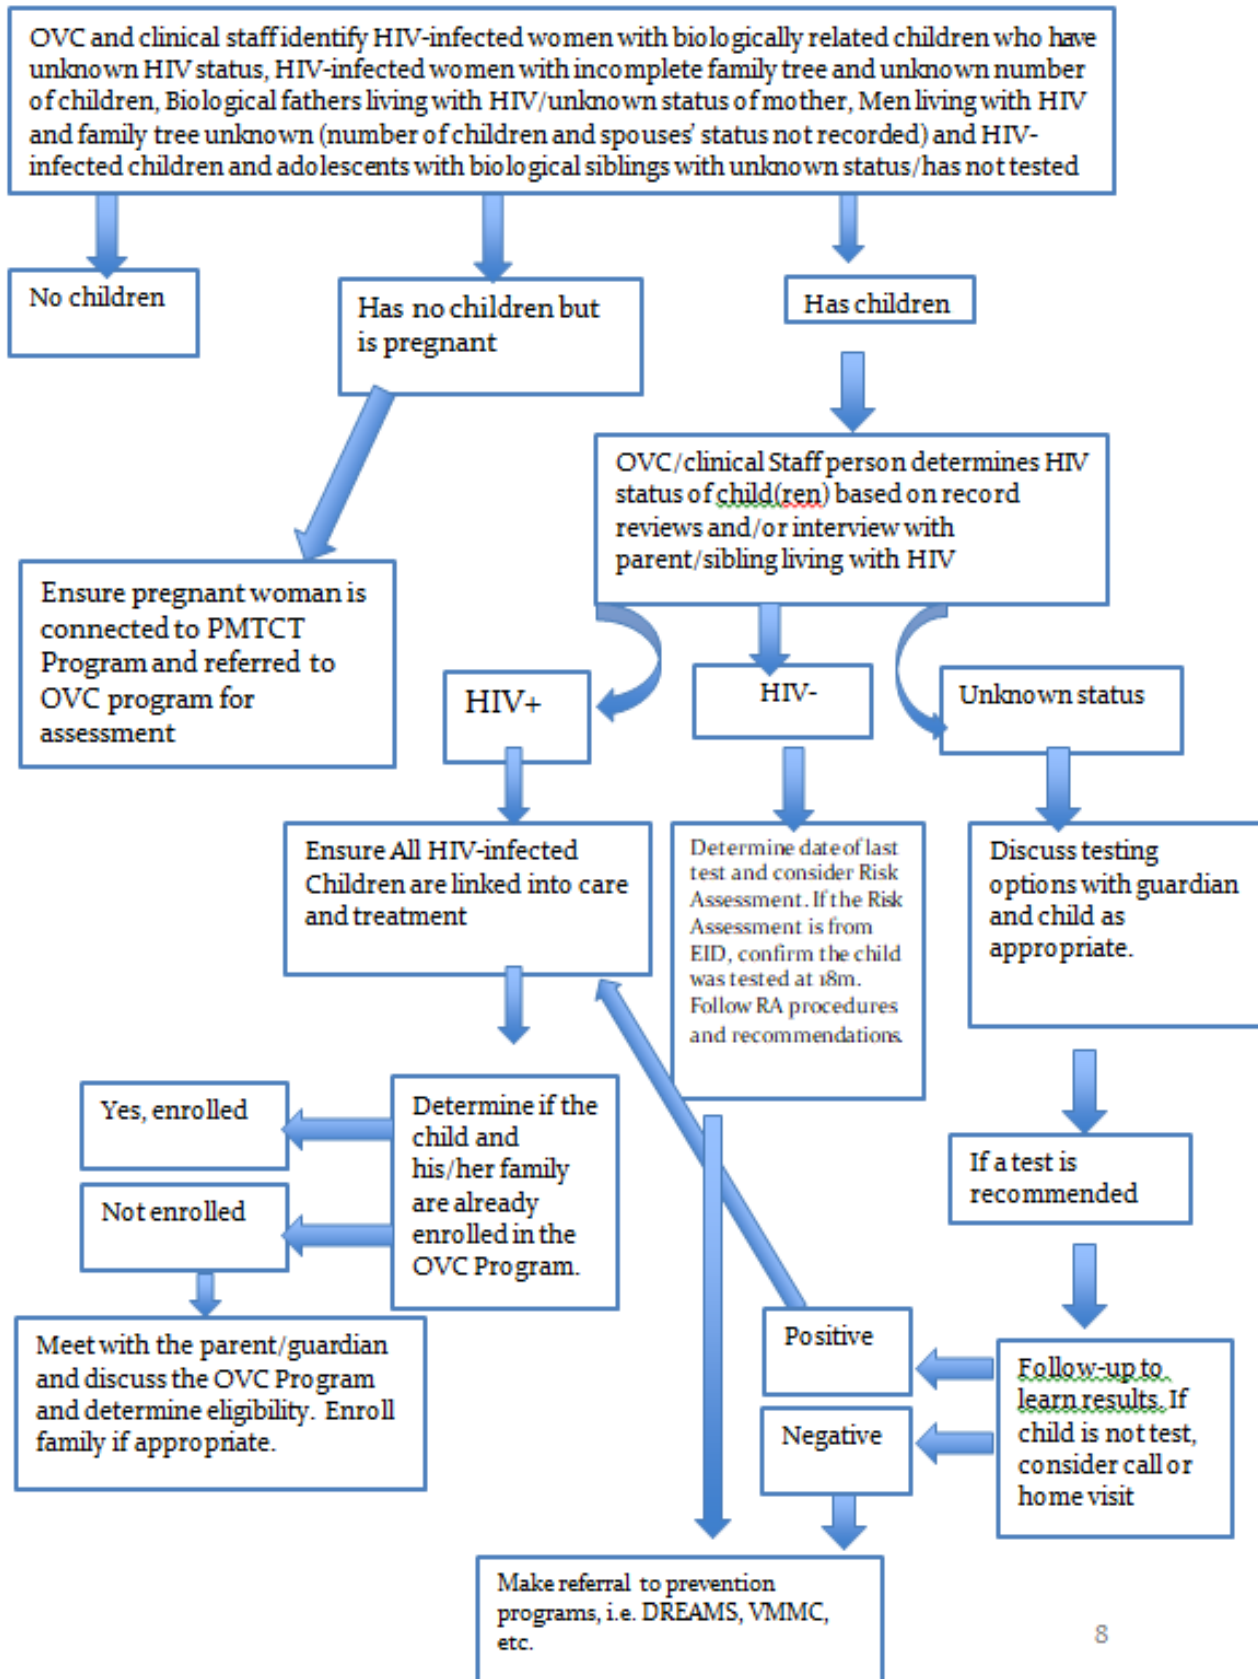 OVC and clinical staff identify HIV-infected women with biologically related children who have
unknown HIV status, HIV-infected women with incomplete family tree and unknown number
of children, Biological fathers living with HIV/unknown status of mother, Men living with HIV
and family tree unknown (number of children and spouses' status not recorded) and HIV-
infected children and adolescents with biological siblings with unknown status/has not tested
No children
Has no children but
is pregnant
Has children
OVC/clinical Staff person determines HIV
status of child(ren) based on record
reviews and/or interview with
parent/sibling living with HIV
Ensure pregnant woman is
connected to PMTCT
Program and referred to
OVC program for
assessment
HIV+
HIV-
Unknown status
Ensure All HIV-infected
Children are linked into care
and treatment
Determine date of last
test and consider Risk
Assessment. If the Risk
Assessment is from
EID, confirm the child
was tested at 18m.
Follow RA procedures
and recommendations.
Discuss testing
options with guardian
and child as
appropriate.
Yes, enrolled
Not enrolled
Determine if the
child and
his/her family
are already
enrolled in the
OVC Program.
If a test is
recommended
Meet with the parent/guardian
and discuss the OVC Program
and determine eligibility. Enroll
family if appropriate.
Positive
Negative
Follow-up to
learn results. If
child is not test,
consider call or
home visit
Make referral to prevention
programs, i.e. DREAMS, VMMC,
etc.
8